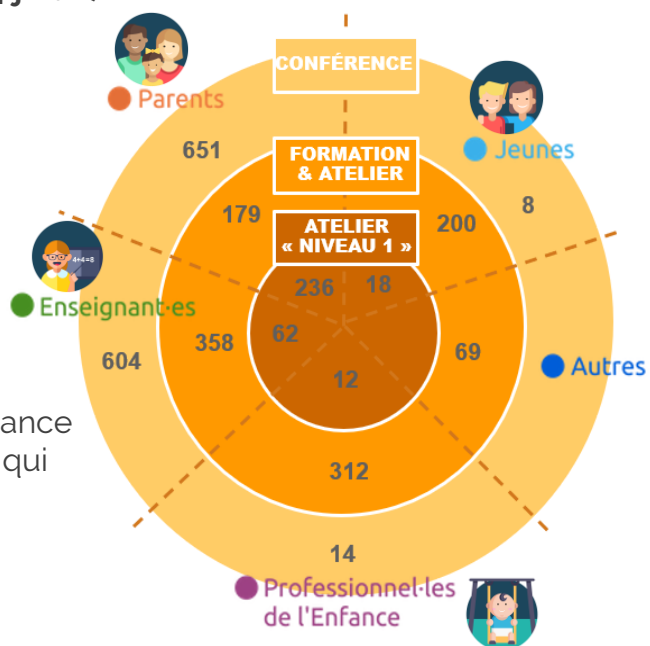 CONFÉRENCE
Parents
Jeunes
651
FORMATION
& ATELIER
8
179
200
ATELIER
« NIVEAU 1 »
4+4=8
236
18
Enseignant·es
62
358
69
604
Autres
12
ance
qui
312
14
Professionnel·les
de l'Enfance